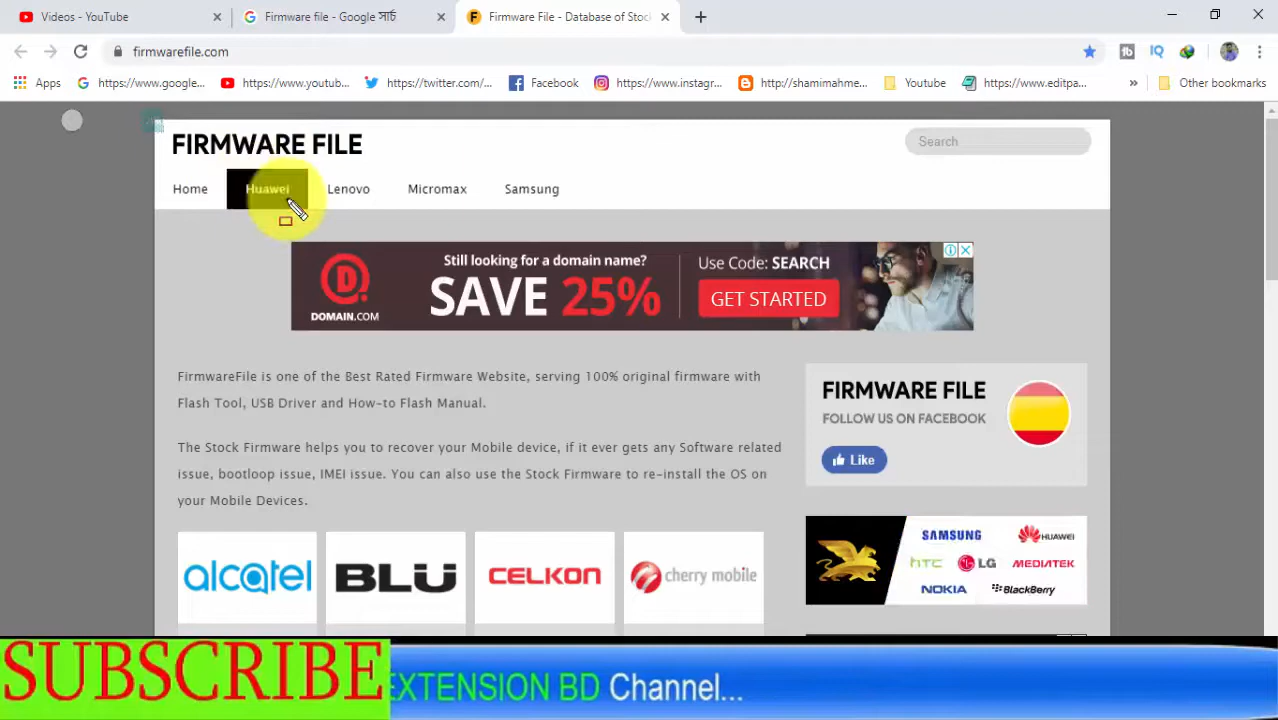 Videos - YouTube
Firmware file - Google সার্চ
Firmware File - Database of Stock
firmwarefile.com
Apps
https://www.google...
https://www.youtub...
https://twitter.com/...
Facebook
https://www.instag...
http://shamimahme...
Youtube
https://www.editpa...
»
Other bookmarks
FIRMWARE FILE
Search
Home
Huawei
Lenovo
Micromax
Samsung
DOMAIN.COM
Still looking for a domain name?
SAVE 25%
Use Code: SEARCH
GET STARTED
FirmwareFile is one of the Best Rated Firmware Website, serving 100% original firmware with
Flash Tool, USB Driver and How-to Flash Manual.
The Stock Firmware helps you to recover your Mobile device, if it ever gets any Software related
issue, bootloop issue, IMEI issue. You can also use the Stock Firmware to re-install the OS on
your Mobile Devices.
FIRMWARE FILE
FOLLOW US ON FACEBOOK
Like
alcatel
BLU
CELKON
cherry mobile
SAMSUNG
HUAWEI
hTC
LG
MEDIATEK
NOKIA
BlackBerry
SUBSCRIBE
EXTENSION BD Channel...